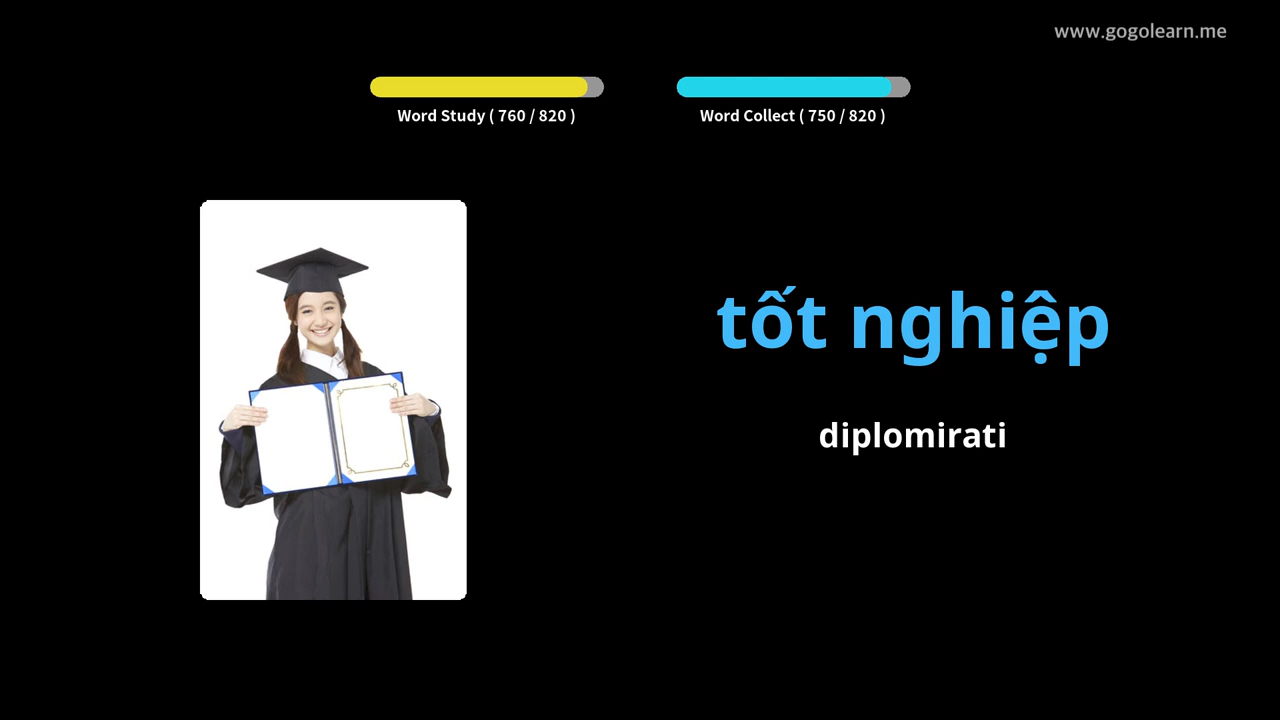 www.gogolearn.me
Word Study ( 760 / 820 )
Word Collect ( 750 / 820 )
tốt nghiệp
diplomirati